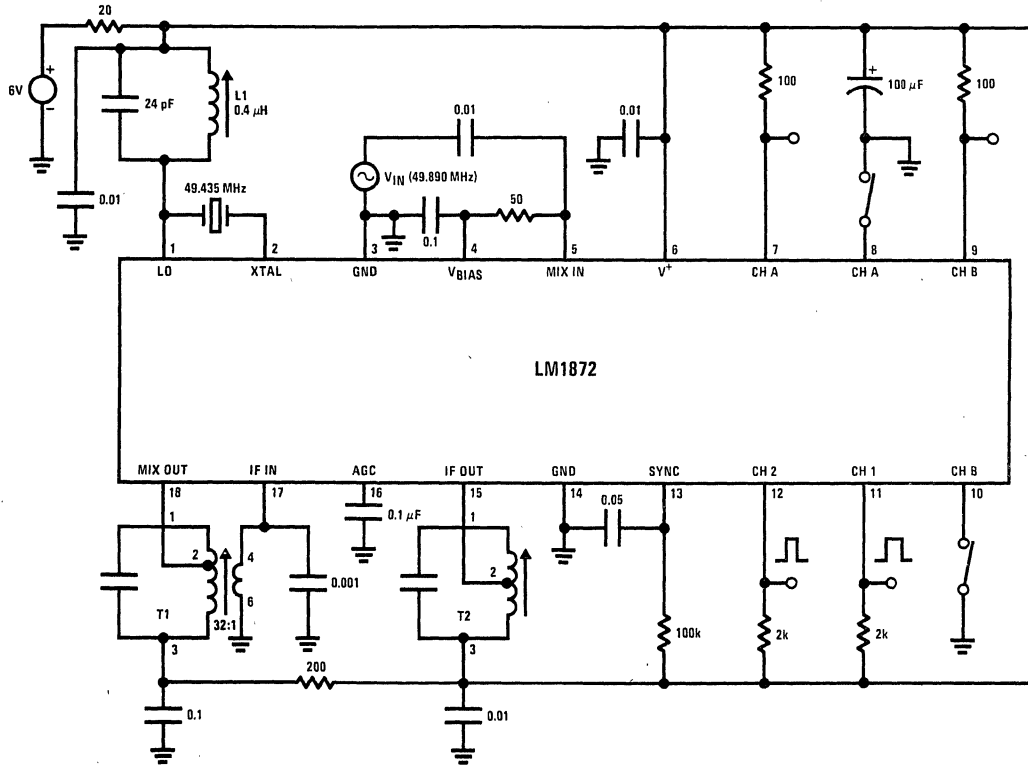 20
+
6V
−
24 pF
L1
0.4 μH
0.01
49.435 MHz
0.01
VIN (49.890 MHz)
0.1
50
0.01
100
+
100 μF
100
1 2 3 4 5 6 7 8 9
LO XTAL GND VBIAS MIX IN V+ CH A CH A CH B
LM1872
MIX OUT IF IN AGC IF OUT GND SYNC CH 2 CH 1 CH B
18 17 16 15 14 13 12 11 10
0.1 μF
0.05
1
2
4
6
T1
32:1
3
0.001
1
2
T2
3
100k
2k
2k
200
0.1
0.01